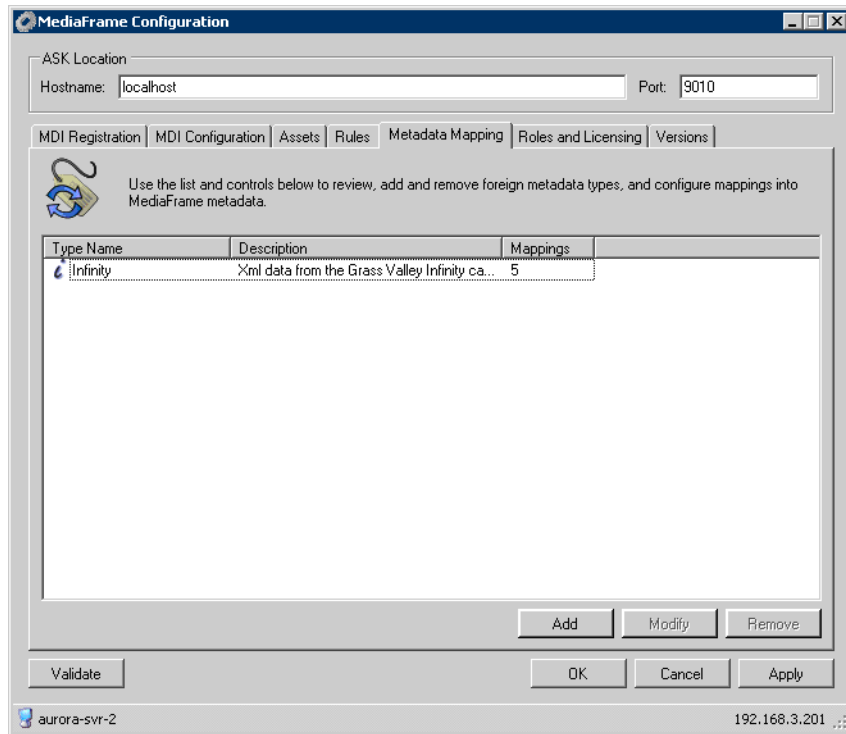 MediaFrame Configuration
ASK Location
Hostname: localhost Port: 9010
MDI Registration MDI Configuration Assets Rules Metadata Mapping Roles and Licensing Versions
Use the list and controls below to review, add and remove foreign metadata types, and configure mappings into
MediaFrame metadata.
Type Name Description Mappings
Infinity Xml data from the Grass Valley Infinity ca... 5
Add Modify Remove
Validate OK Cancel Apply
aurora-svr-2 192.168.3.201